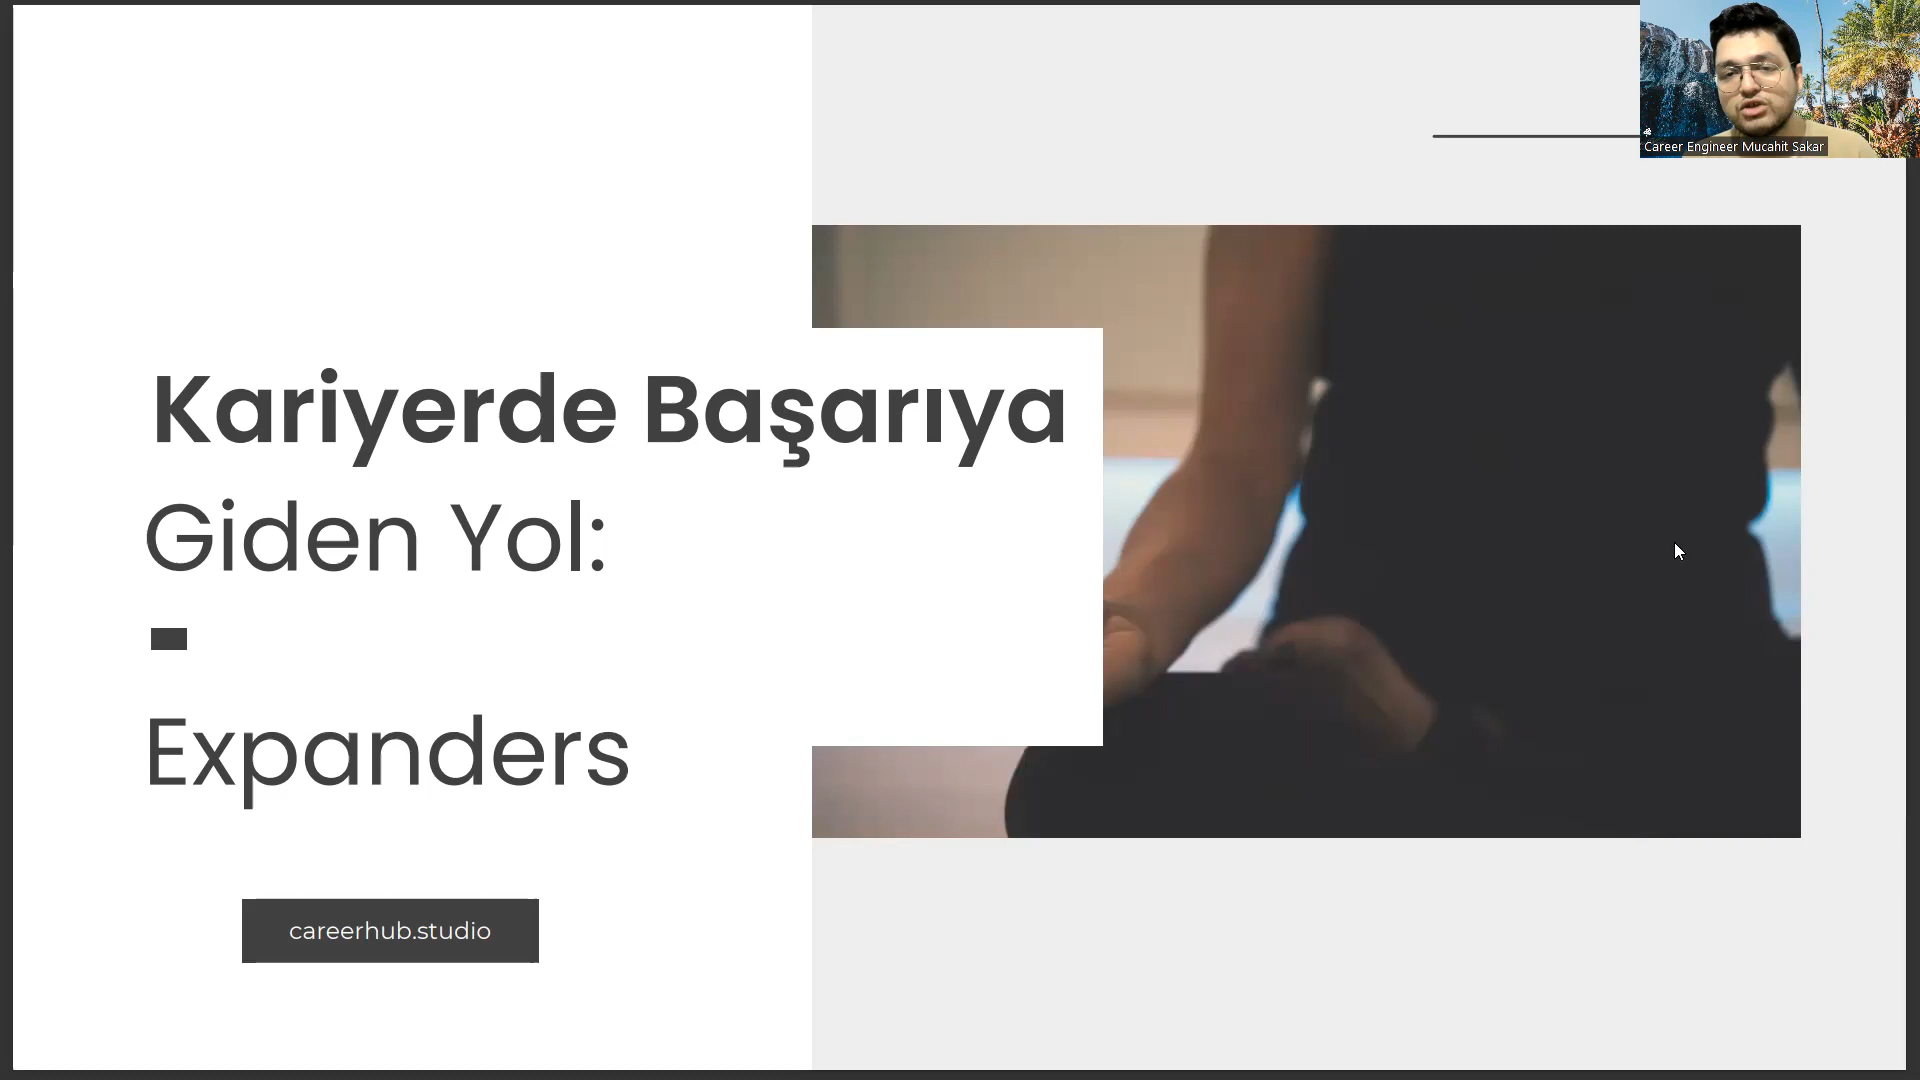 Career Engineer Mucahit Sakar
Kariyerde Başarıya
Giden Yol:
Expanders
careerhub.studio